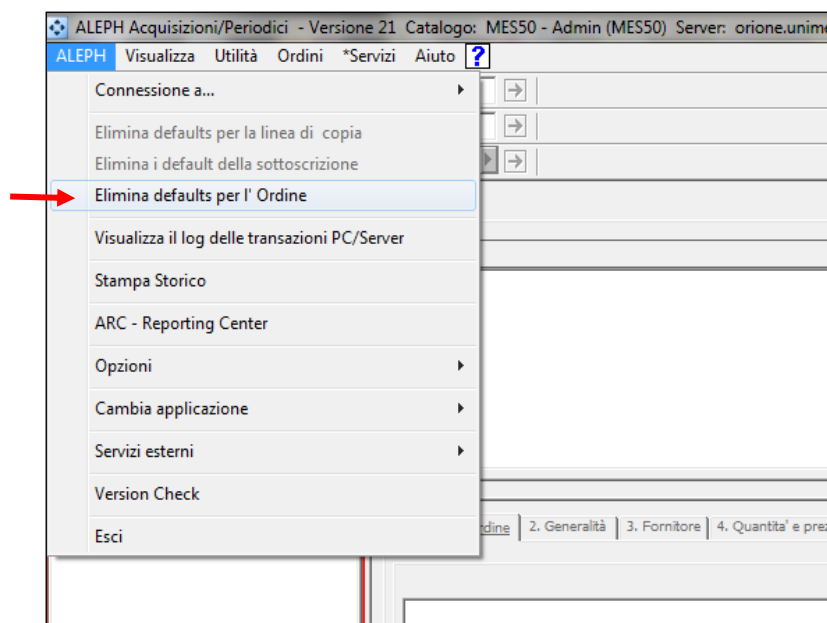 ALEPH Acquisizioni/Periodici - Versione 21 Catalogo: MES50 - Admin (MES50) Server: orione.unime
ALEPH Visualizza Utilità Ordini *Servizi Aiuto ?
Connessione a...
Elimina defaults per la linea di copia
Elimina i default della sottoscrizione
Elimina defaults per l' Ordine
Visualizza il log delle transazioni PC/Server
Stampa Storico
ARC - Reporting Center
Opzioni
Cambia applicazione
Servizi esterni
Version Check
Esci
rdine 2. Generalità 3. Fornitore 4. Quantita' e prez